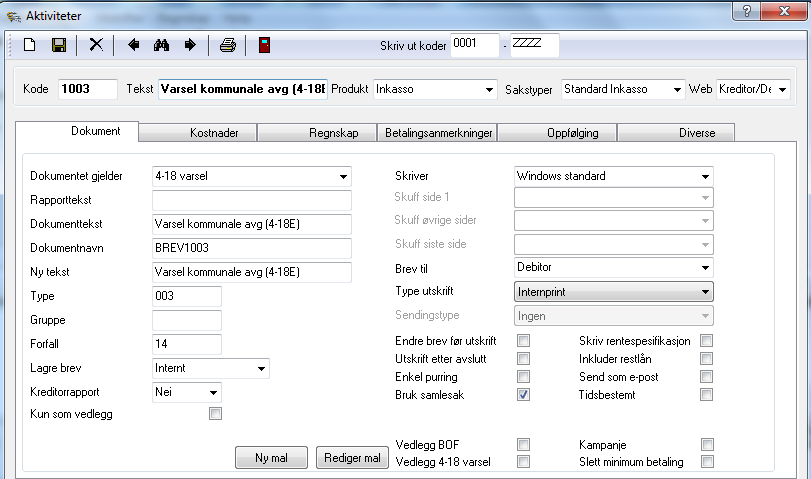 Aktiviteter
Skriv ut koder 0001 - ZZZZ
Kode 1003 Tekst Varsel kommunale avg (4-18E Produkt Inkasso Sakstyper Standard Inkasso Web Kreditor/De
Dokument Kostnader Regnskap Betalingsanmerkninger Oppfølging Diverse
Dokumentet gjelder 4-18 varsel
Rapporttekst
Dokumenttekst Varsel kommunale avg (4-18E)
Dokumentnavn BREV1003
Ny tekst Varsel kommunale avg (4-18E)
Type 003
Gruppe
Forfall 14
Lagre brev Internt
Kreditorrapport Nei
Kun som vedlegg
Ny mal Rediger mal
Skriver Windows standard
Skuff side 1
Skuff øvrige sider
Skuff siste side
Brev til Debitor
Type utskrift Internprint
Sendingstype Ingen
Endre brev før utskrift Skriv rentespesifikasjon
Utskrift etter avslutt Inkluder restlån
Enkel purring Send som e-post
Bruk samlesak Tidsbestemt
Vedlegg BOF Kampanje
Vedlegg 4-18 varsel Slett minimum betaling